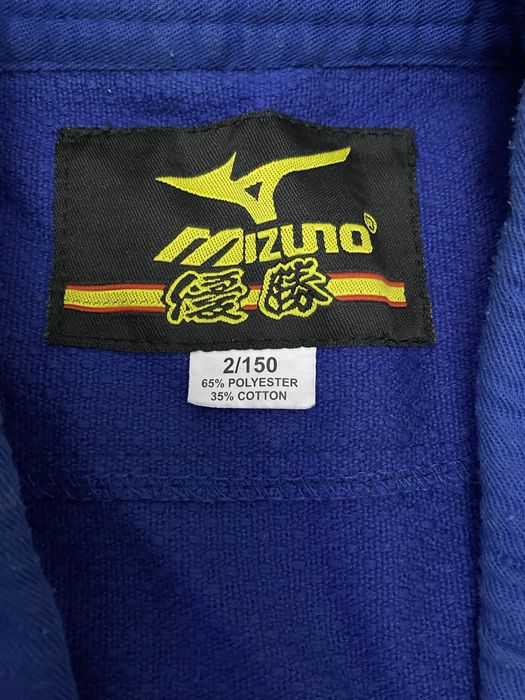 MIZUNO®
優勝
2/150
65% POLYESTER
35% COTTON